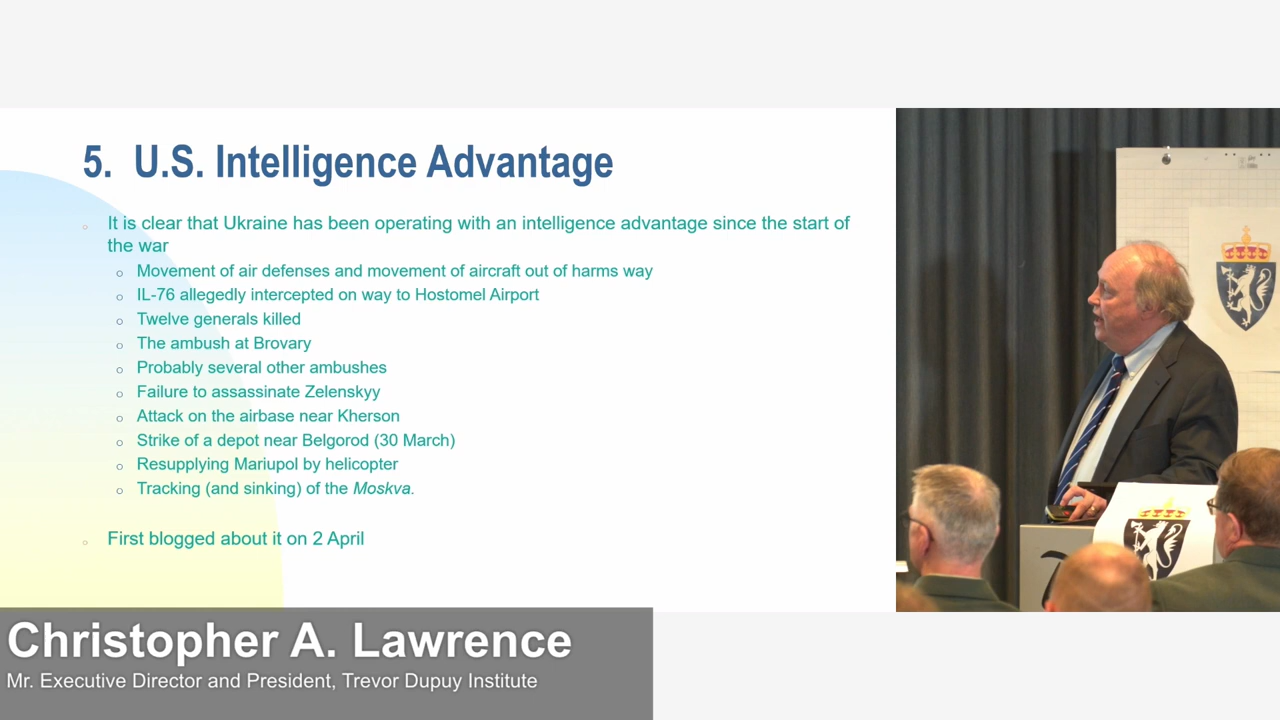 5. U.S. Intelligence Advantage
It is clear that Ukraine has been operating with an intelligence advantage since the start of
the war
Movement of air defenses and movement of aircraft out of harms way
IL-76 allegedly intercepted on way to Hostomel Airport
Twelve generals killed
The ambush at Brovary
Probably several other ambushes
Failure to assassinate Zelenskyy
Attack on the airbase near Kherson
Strike of a depot near Belgorod (30 March)
Resupplying Mariupol by helicopter
Tracking (and sinking) of the Moskva.
First blogged about it on 2 April
Christopher A. Lawrence
Mr. Executive Director and President, Trevor Dupuy Institute